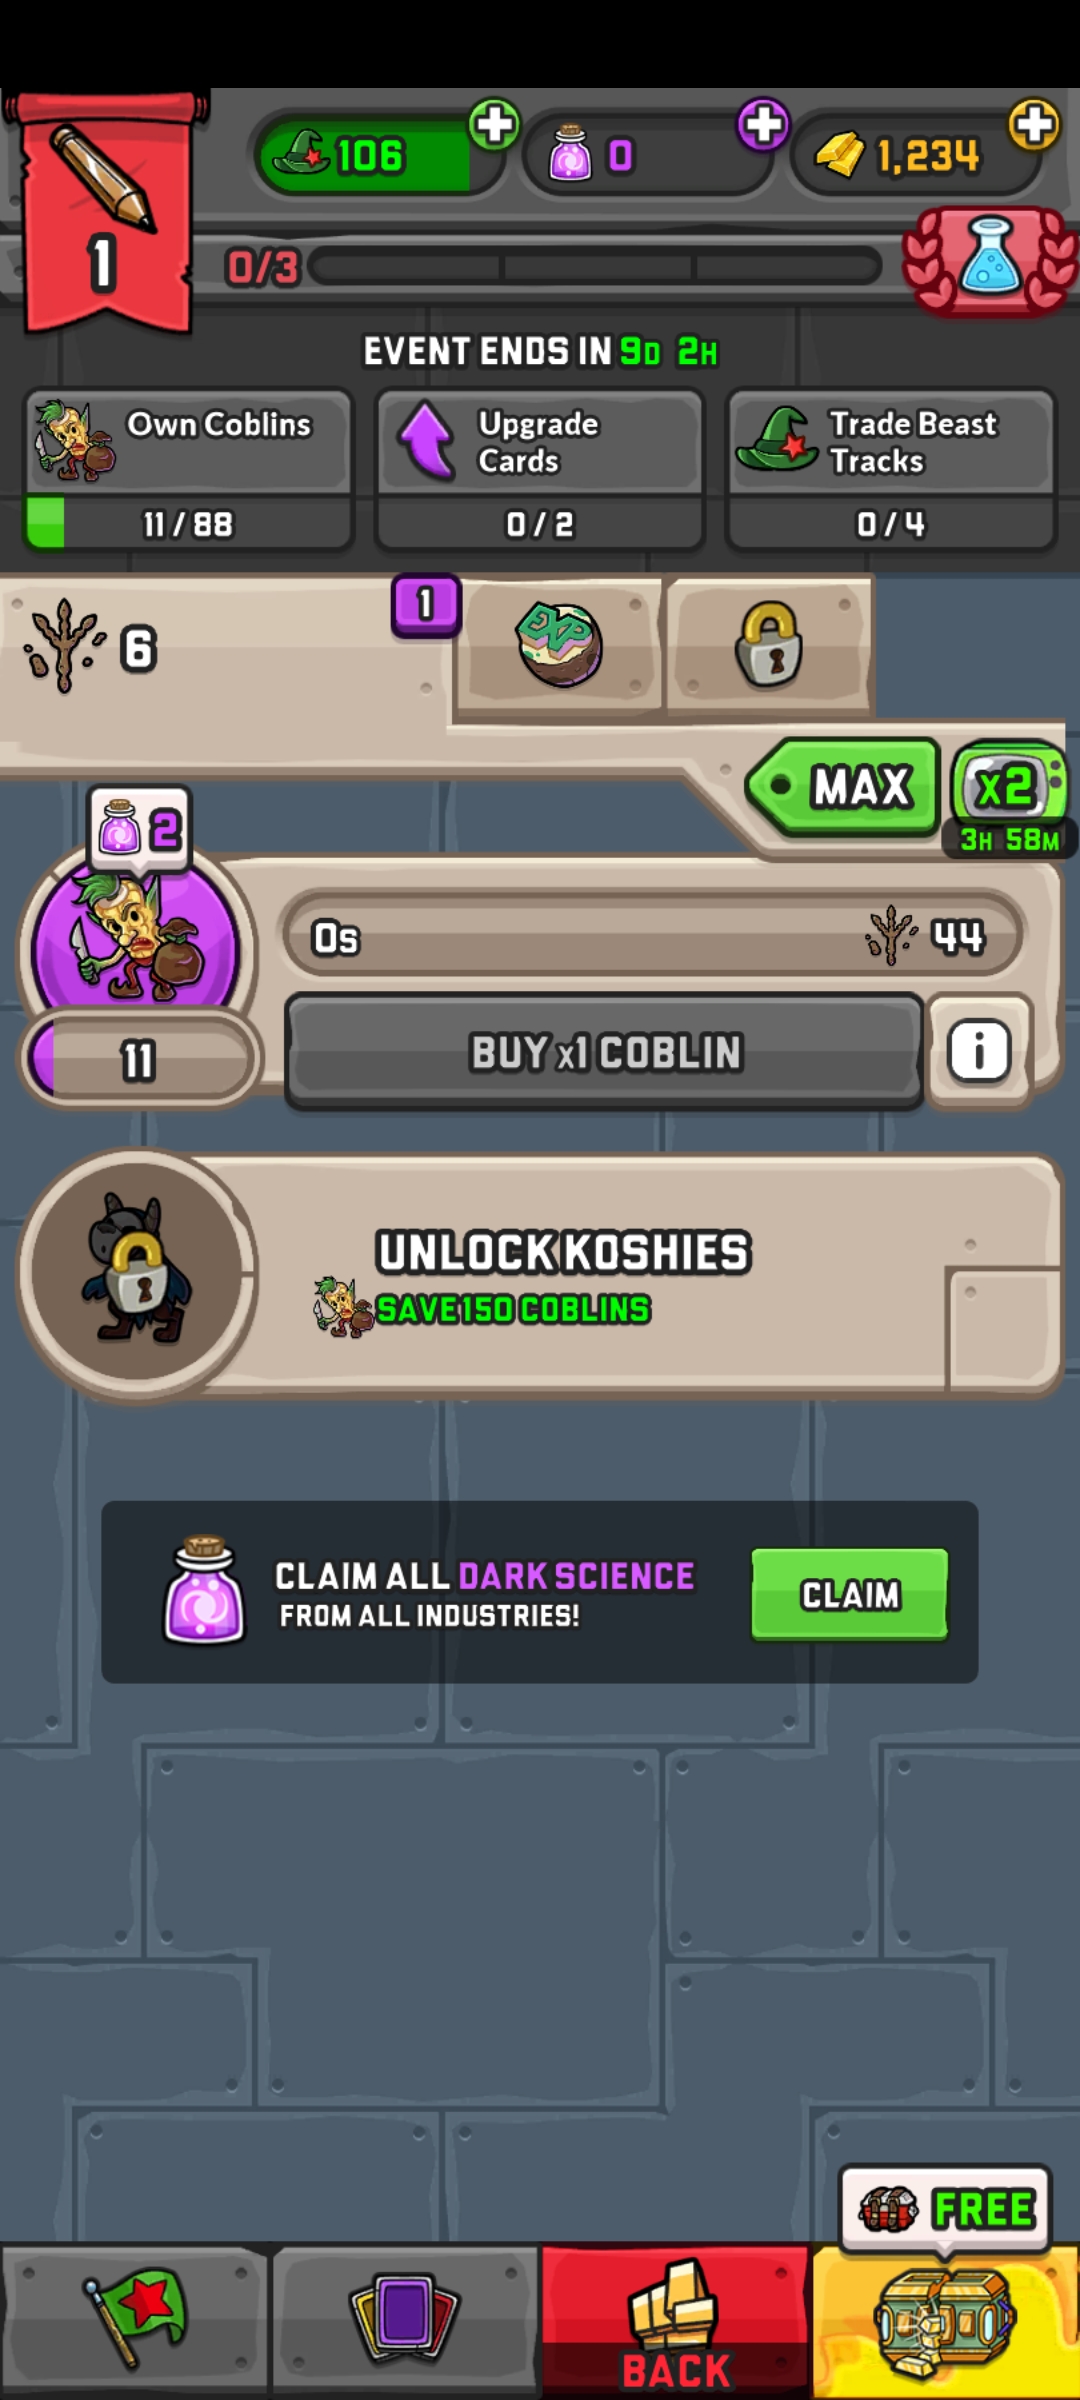 106
0
1,234
1
0/3
EVENT ENDS IN 9D 2H
Own Coblins
11 / 88
Upgrade
Cards
0 / 2
Trade Beast
Tracks
0 / 4
6
1
EXP
MAX
x2
3H 58M
2
0s
44
11
BUY x1 COBLIN
i
UNLOCK KOSHIES
SAVE 150 COBLINS
CLAIM ALL DARK SCIENCE
FROM ALL INDUSTRIES!
CLAIM
FREE
BACK